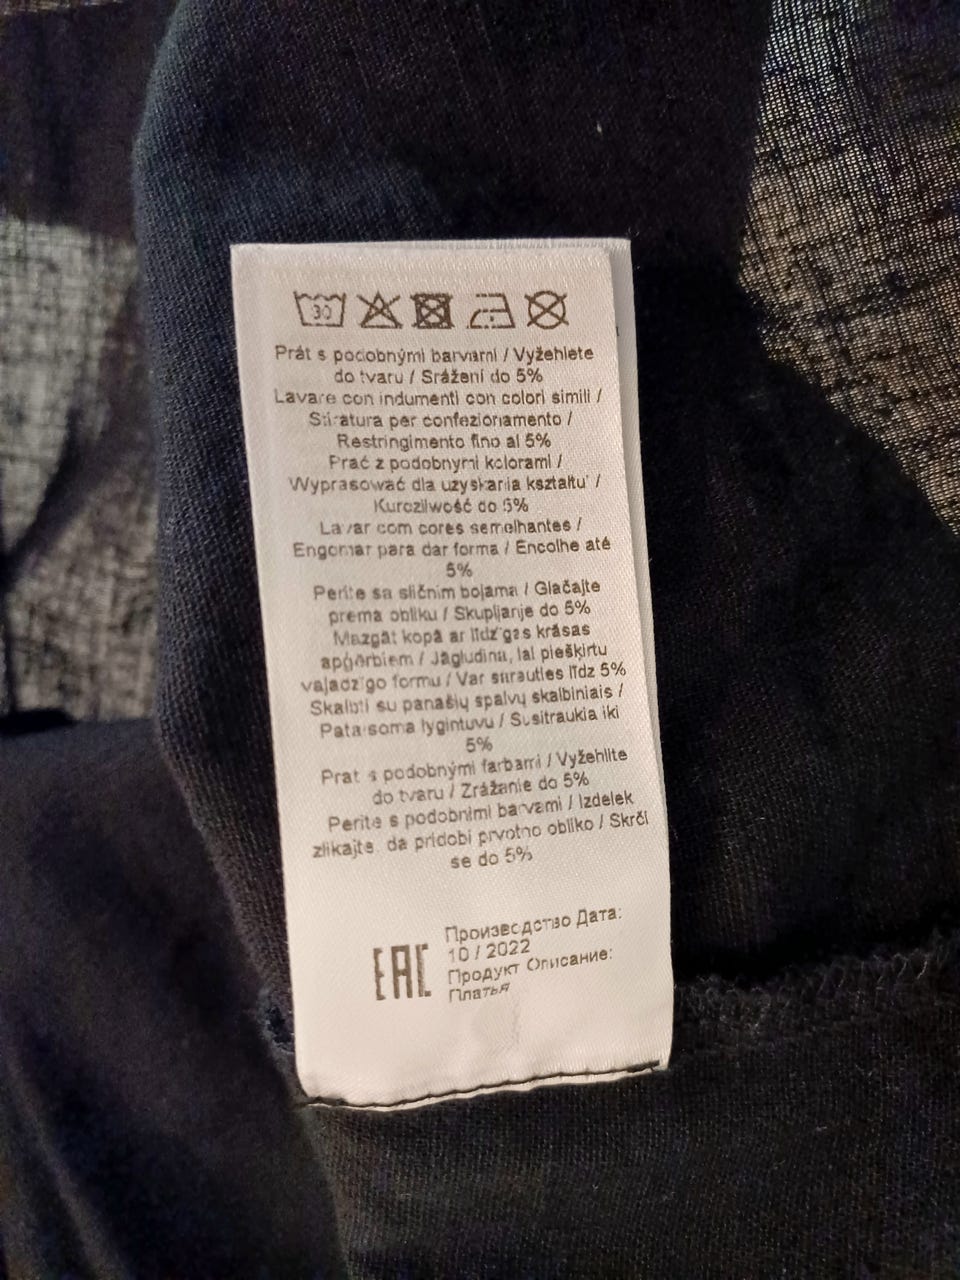 30
Prát s podobnými barvami / Vyžehlete
do tvaru / Srážení do 5%
Lavare con indumenti con colori simili /
Stiratura per confezionamento /
Restringimento fino al 5%
Prać z podobnymi kolorami /
Wyprasować dla uzyskania kształtu /
Kurczliwość do 5%
Lavar com cores semelhantes /
Engomar para dar forma / Encolhe até
5%
Perite sa sličnim bojama / Glačajte
prema obliku / Skupljanje do 5%
Mazgāt kopā ar līdzīgas krāsas
apģērbiem / Jāgludina, lai piešķirtu
vajadzīgo formu / Var sarauties līdz 5%
Skalbti su panašių spalvų skalbiniais /
Pataisoma lygintuvu / Susitraukia iki
5%
Prať s podobnými farbami / Vyžehlite
do tvaru / Zrážanie do 5%
Perite s podobnimi barvami / Izdelek
zlikajte, da pridobi prvotno obliko / Skrči
se do 5%
EAC
Производство Дата:
10 / 2022
Продукт Описание:
Платья